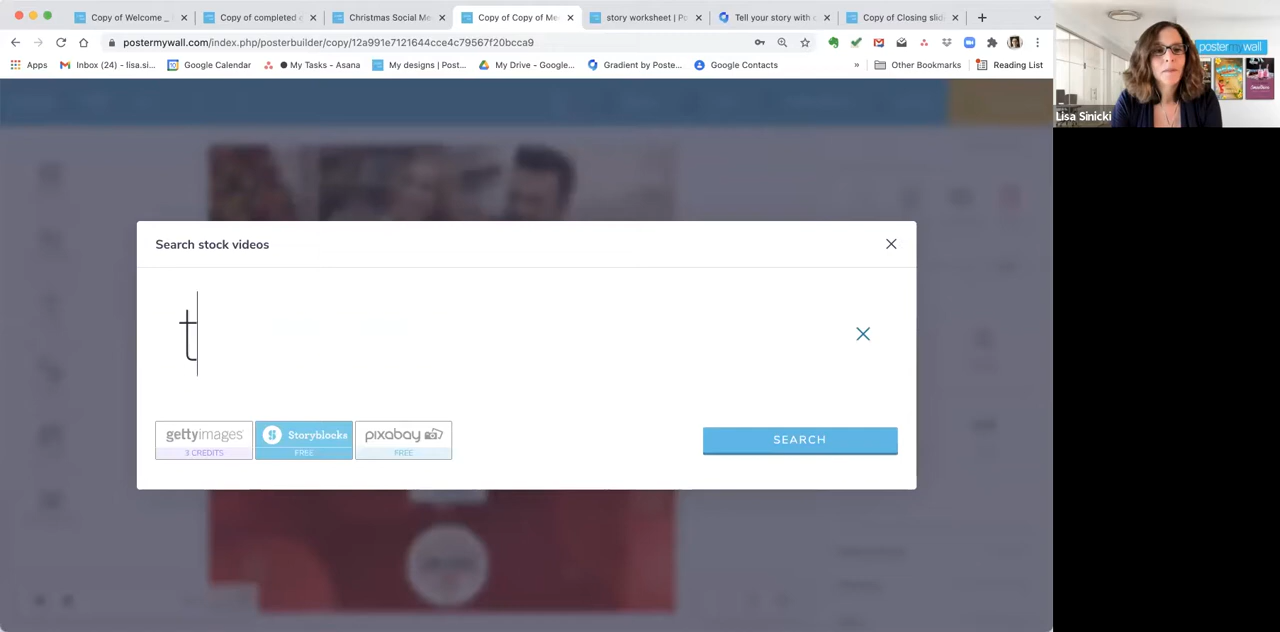 Copy of Welcome _
Copy of completed c
Christmas Social Me
Copy of Copy of Me
story worksheet | Po
Tell your story with c
Copy of Closing slid
postermywall.com/index.php/posterbuilder/copy/12a991e7121644cce4c79567f20bcca9
Apps
Inbox (24) - lisa.si...
Google Calendar
My Tasks - Asana
My designs | Post...
My Drive - Google...
Gradient by Poste...
Google Contacts
»
Other Bookmarks
Reading List
postermywall
Lisa Sinicki
Search stock videos
t
gettyimages
3 CREDITS
Storyblocks
FREE
pixabay
FREE
SEARCH